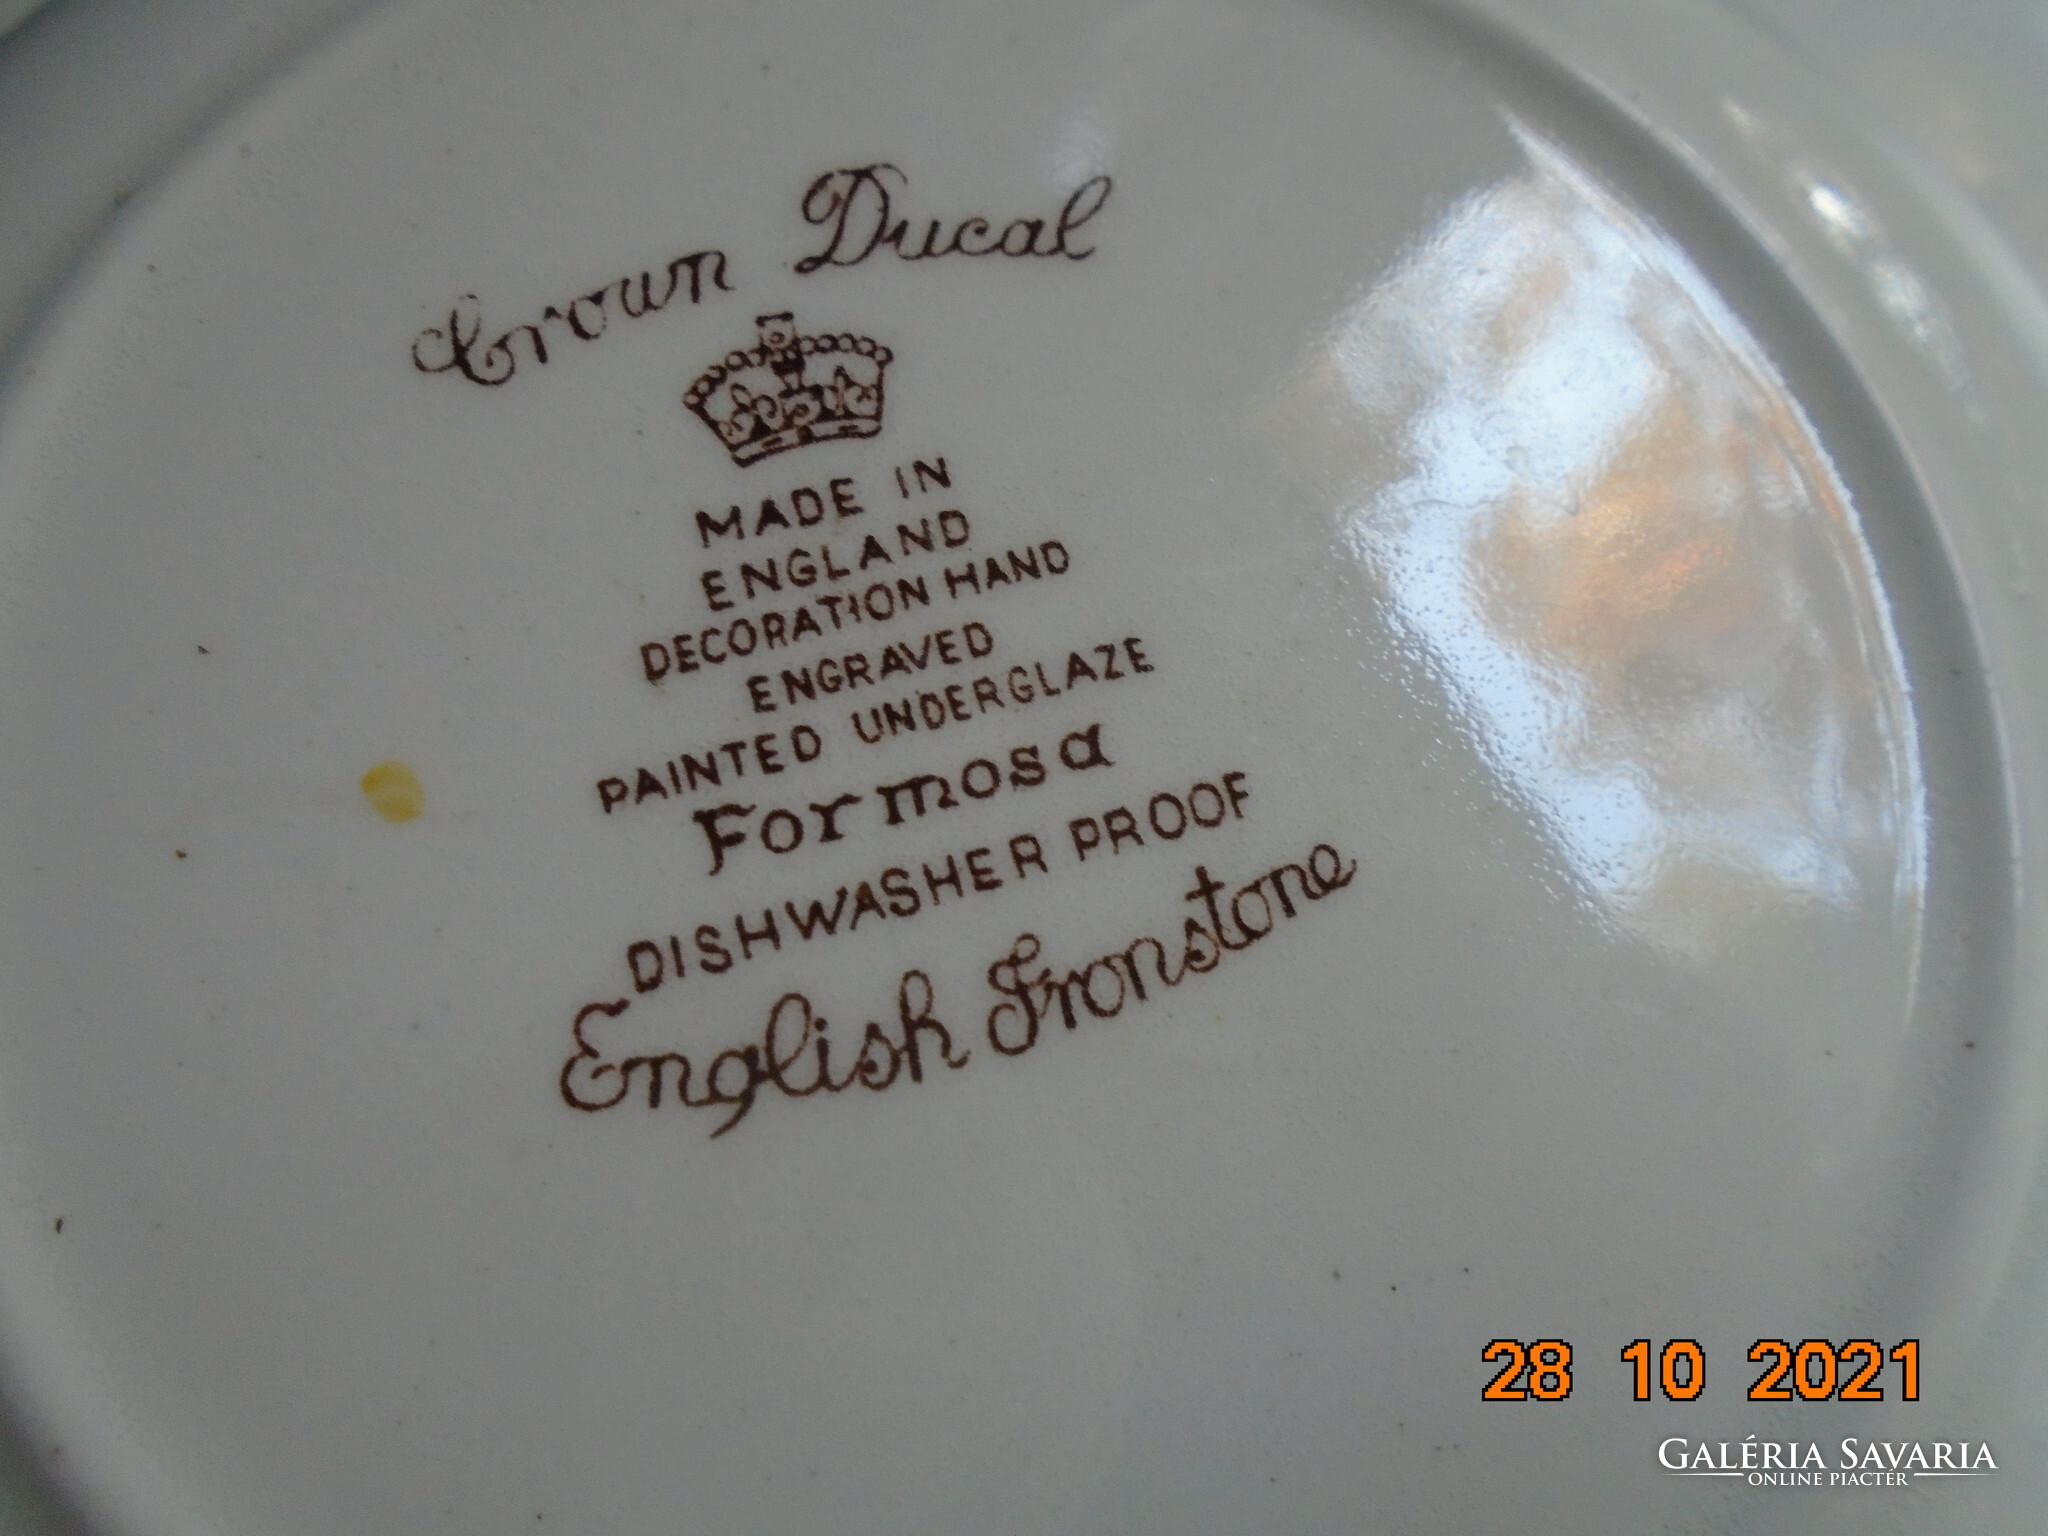 Crown Ducal
MADE IN
ENGLAND
DECORATION HAND
ENGRAVED
PAINTED UNDERGLAZE
Formosa
DISHWASHER PROOF
English Ironstone
28 10 2021
GALÉRIA SAVARIA
ONLINE PIACTÉR